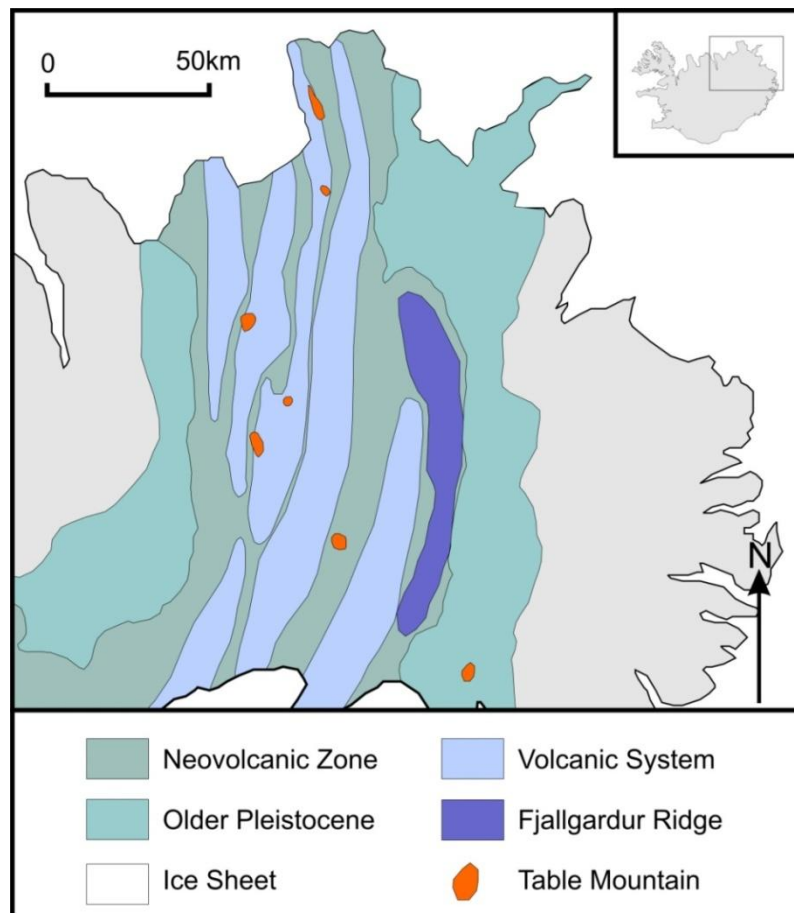 0 50km
N
Neovolcanic Zone
Volcanic System
Older Pleistocene
Fjallgardur Ridge
Ice Sheet
Table Mountain